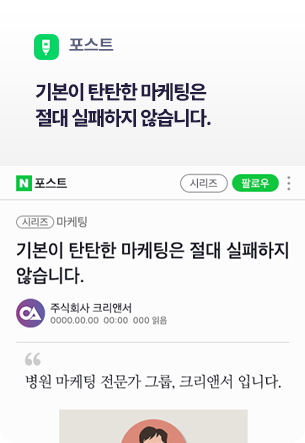 포스트
기본이 탄탄한 마케팅은
절대 실패하지 않습니다.
N 포스트
시리즈 팔로우
시리즈 마케팅
기본이 탄탄한 마케팅은 절대 실패하지
않습니다.
CA 주식회사 크리앤서
0000.00.00 00:00 000 읽음
병원 마케팅 전문가 그룹, 크리앤서 입니다.